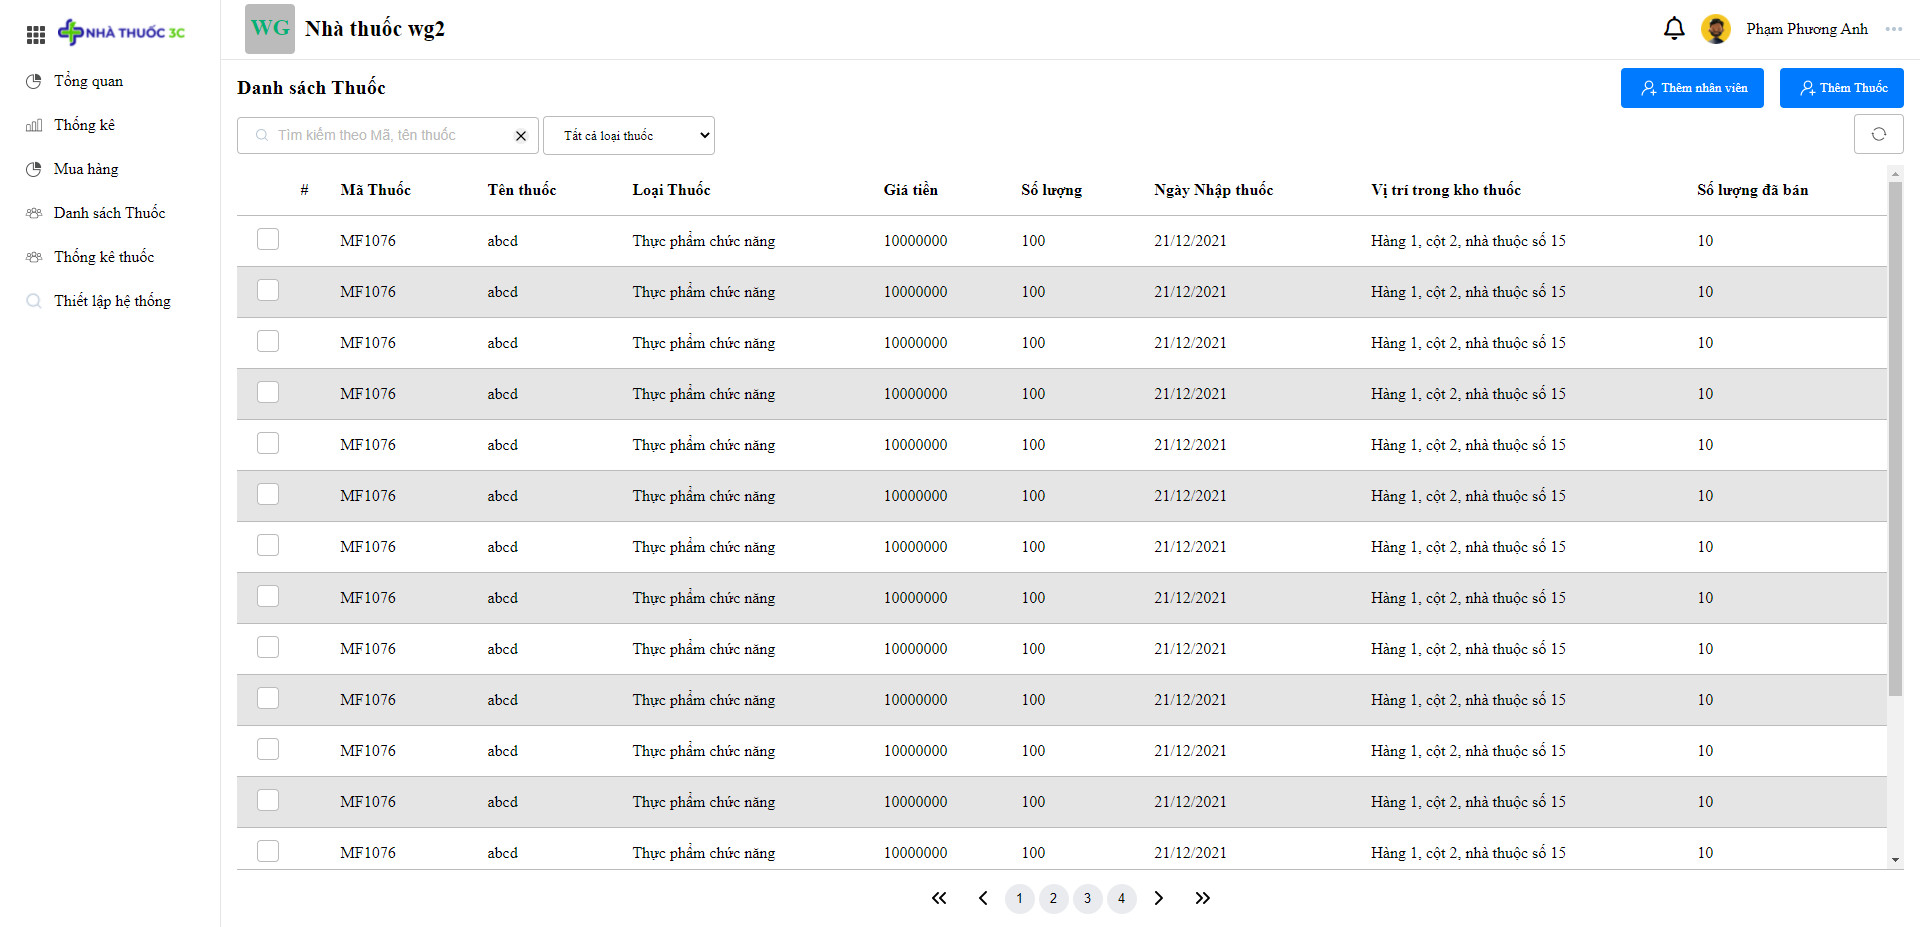 NHÀ THUỐC 3C
WG Nhà thuốc wg2
Phạm Phương Anh
Tổng quan
Thống kê
Mua hàng
Danh sách Thuốc
Thống kê thuốc
Thiết lập hệ thống
Danh sách Thuốc
Thêm nhân viên
Thêm Thuốc
Tìm kiếm theo Mã, tên thuốc
Tất cả loại thuốc
# Mã Thuốc Tên thuốc Loại Thuốc Giá tiền Số lượng Ngày Nhập thuốc Vị trí trong kho thuốc Số lượng đã bán
MF1076 abcd Thực phẩm chức năng 10000000 100 21/12/2021 Hàng 1, cột 2, nhà thuộc số 15 10
MF1076 abcd Thực phẩm chức năng 10000000 100 21/12/2021 Hàng 1, cột 2, nhà thuộc số 15 10
MF1076 abcd Thực phẩm chức năng 10000000 100 21/12/2021 Hàng 1, cột 2, nhà thuộc số 15 10
MF1076 abcd Thực phẩm chức năng 10000000 100 21/12/2021 Hàng 1, cột 2, nhà thuộc số 15 10
MF1076 abcd Thực phẩm chức năng 10000000 100 21/12/2021 Hàng 1, cột 2, nhà thuộc số 15 10
MF1076 abcd Thực phẩm chức năng 10000000 100 21/12/2021 Hàng 1, cột 2, nhà thuộc số 15 10
MF1076 abcd Thực phẩm chức năng 10000000 100 21/12/2021 Hàng 1, cột 2, nhà thuộc số 15 10
MF1076 abcd Thực phẩm chức năng 10000000 100 21/12/2021 Hàng 1, cột 2, nhà thuộc số 15 10
MF1076 abcd Thực phẩm chức năng 10000000 100 21/12/2021 Hàng 1, cột 2, nhà thuộc số 15 10
MF1076 abcd Thực phẩm chức năng 10000000 100 21/12/2021 Hàng 1, cột 2, nhà thuộc số 15 10
MF1076 abcd Thực phẩm chức năng 10000000 100 21/12/2021 Hàng 1, cột 2, nhà thuộc số 15 10
MF1076 abcd Thực phẩm chức năng 10000000 100 21/12/2021 Hàng 1, cột 2, nhà thuộc số 15 10
MF1076 abcd Thực phẩm chức năng 10000000 100 21/12/2021 Hàng 1, cột 2, nhà thuộc số 15 10
1 2 3 4